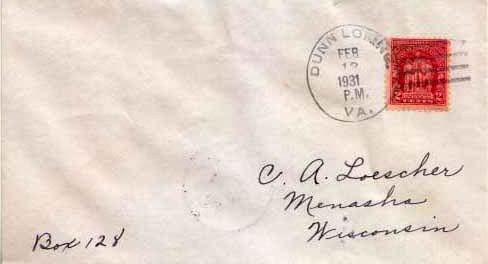 DUNN LORING
FEB
12
1931
P.M.
VA.
C. A. Loescher
Menasha
Wisconsin
Box 128